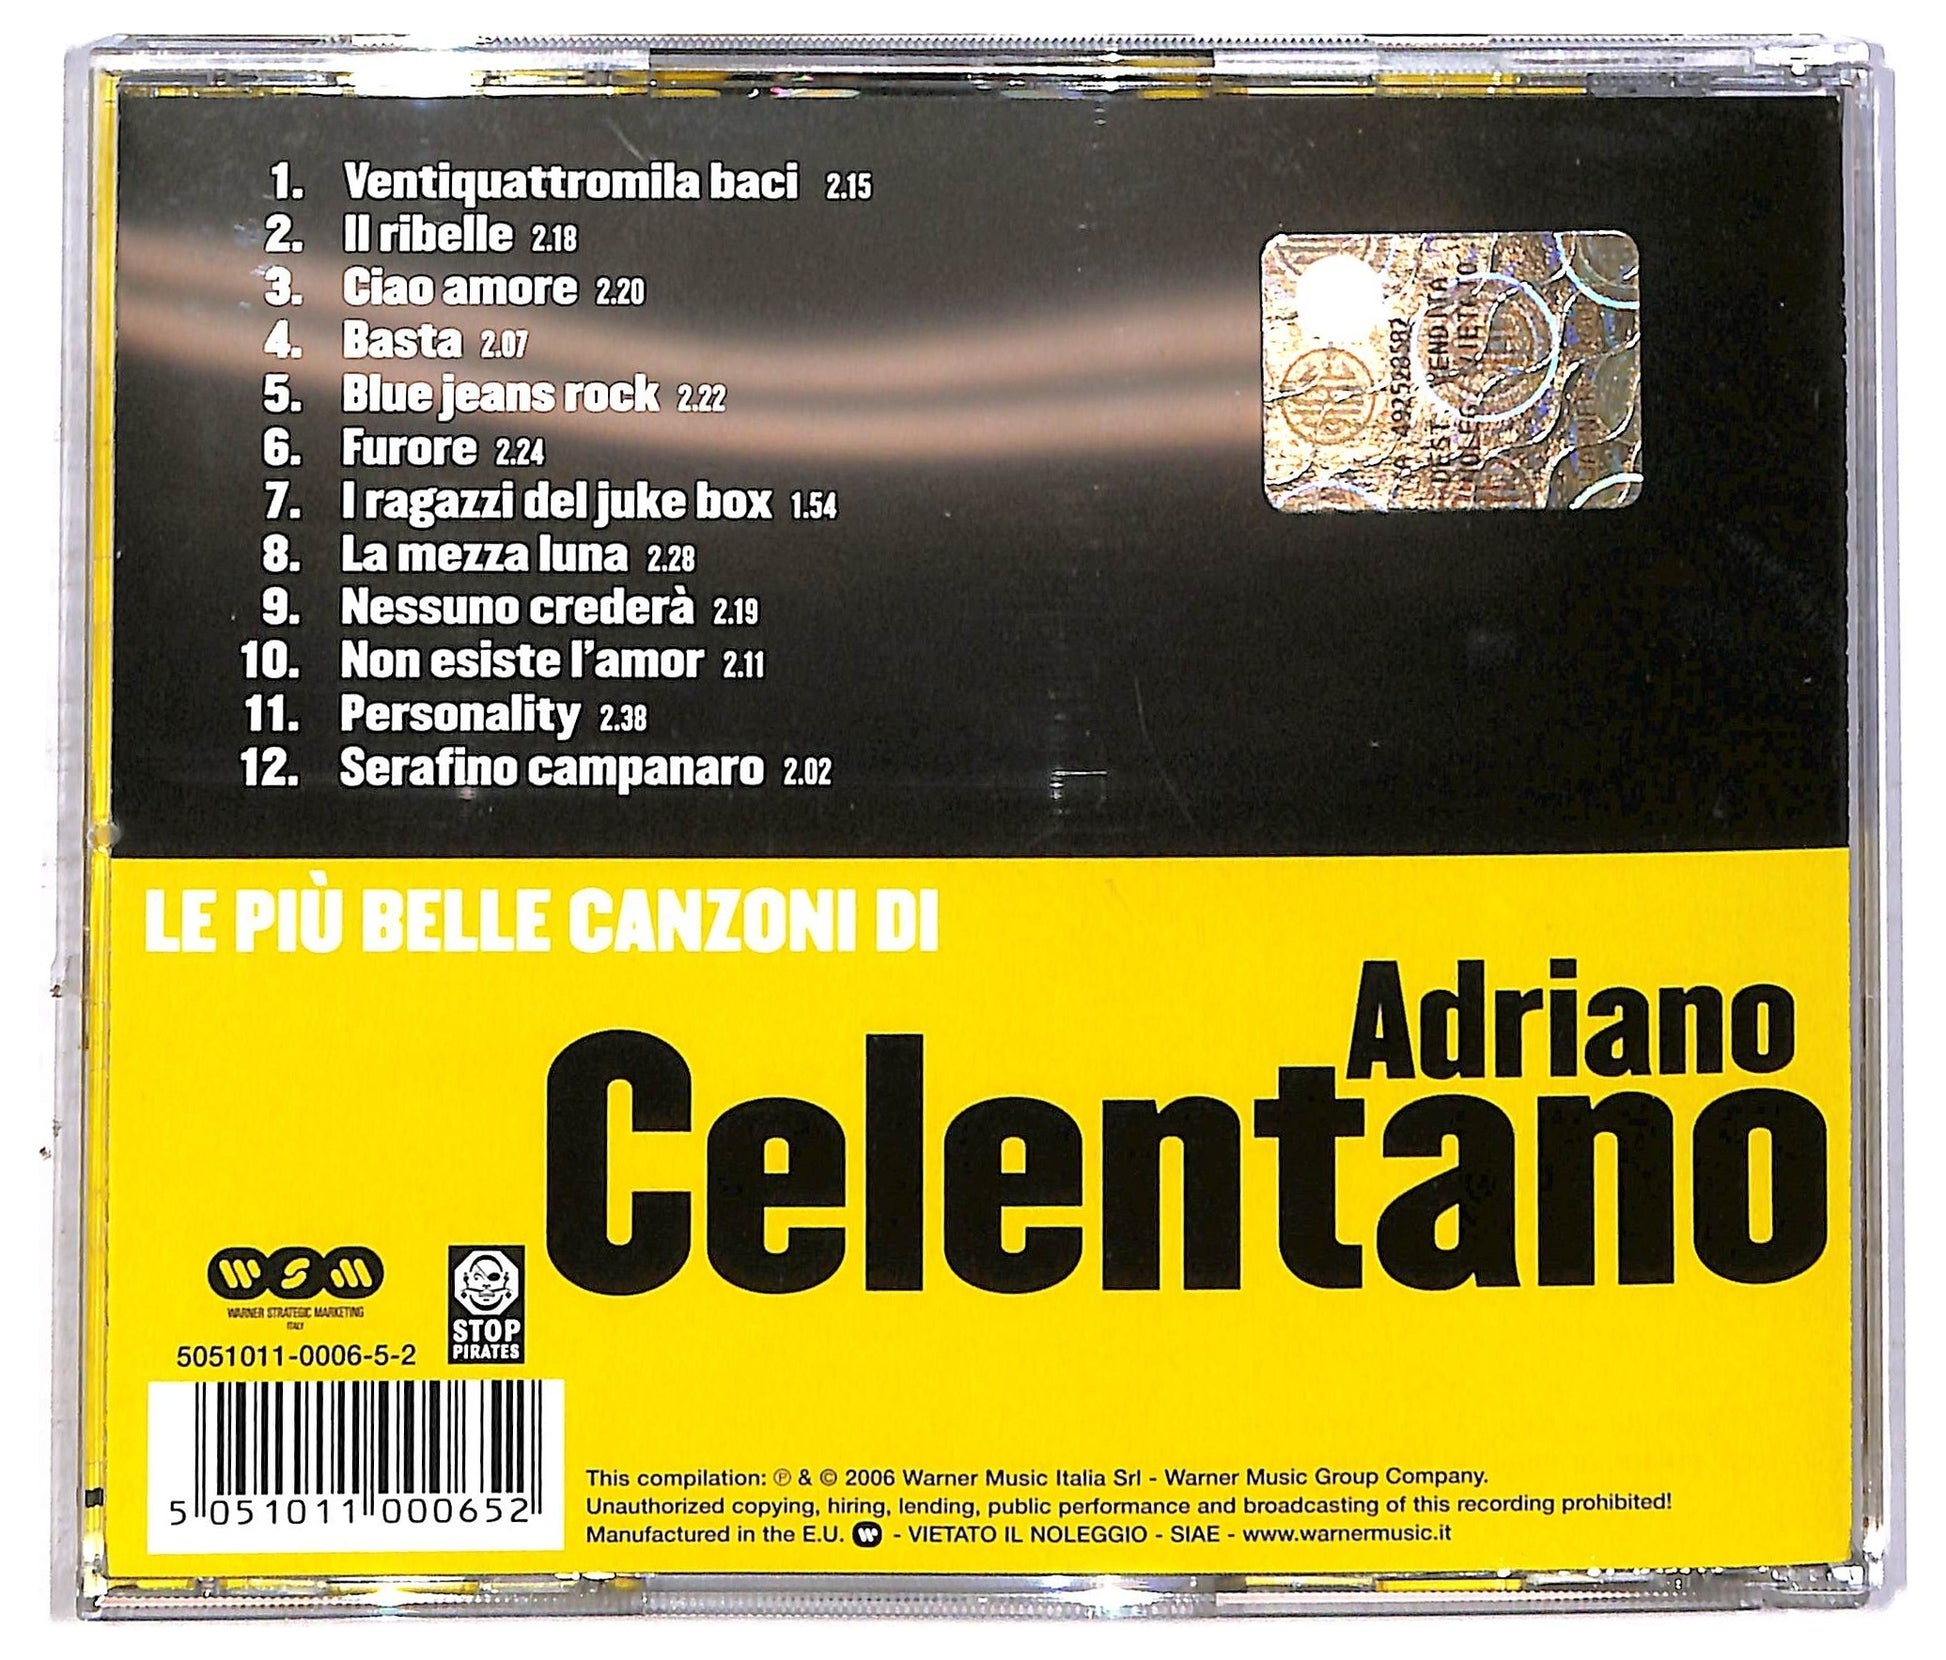 1. Ventiquattromila baci 2.15
2. Il ribelle 2.18
3. Ciao amore 2.20
4. Basta 2.07
5. Blue jeans rock 2.22
6. Furore 2.24
7. I ragazzi del juke box 1.54
8. La mezza luna 2.28
9. Nessuno crederà 2.19
10. Non esiste l'amor 2.11
11. Personality 2.38
12. Serafino campanaro 2.02
LE PIÙ BELLE CANZONI DI
Adriano
Celentano
WSM
WARNER STRATEGIC MARKETING
ITALY
STOP
PIRATES
5051011-0006-5-2
5 051011 000652
This compilation: ℗ & © 2006 Warner Music Italia Srl - Warner Music Group Company.
Unauthorized copying, hiring, lending, public performance and broadcasting of this recording prohibited!
Manufactured in the E.U. - VIETATO IL NOLEGGIO - SIAE - www.warnermusic.it